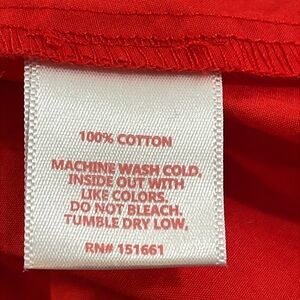 100% COTTON
MACHINE WASH COLD,
INSIDE OUT WITH
LIKE COLORS.
DO NOT BLEACH.
TUMBLE DRY LOW,
RN# 151661